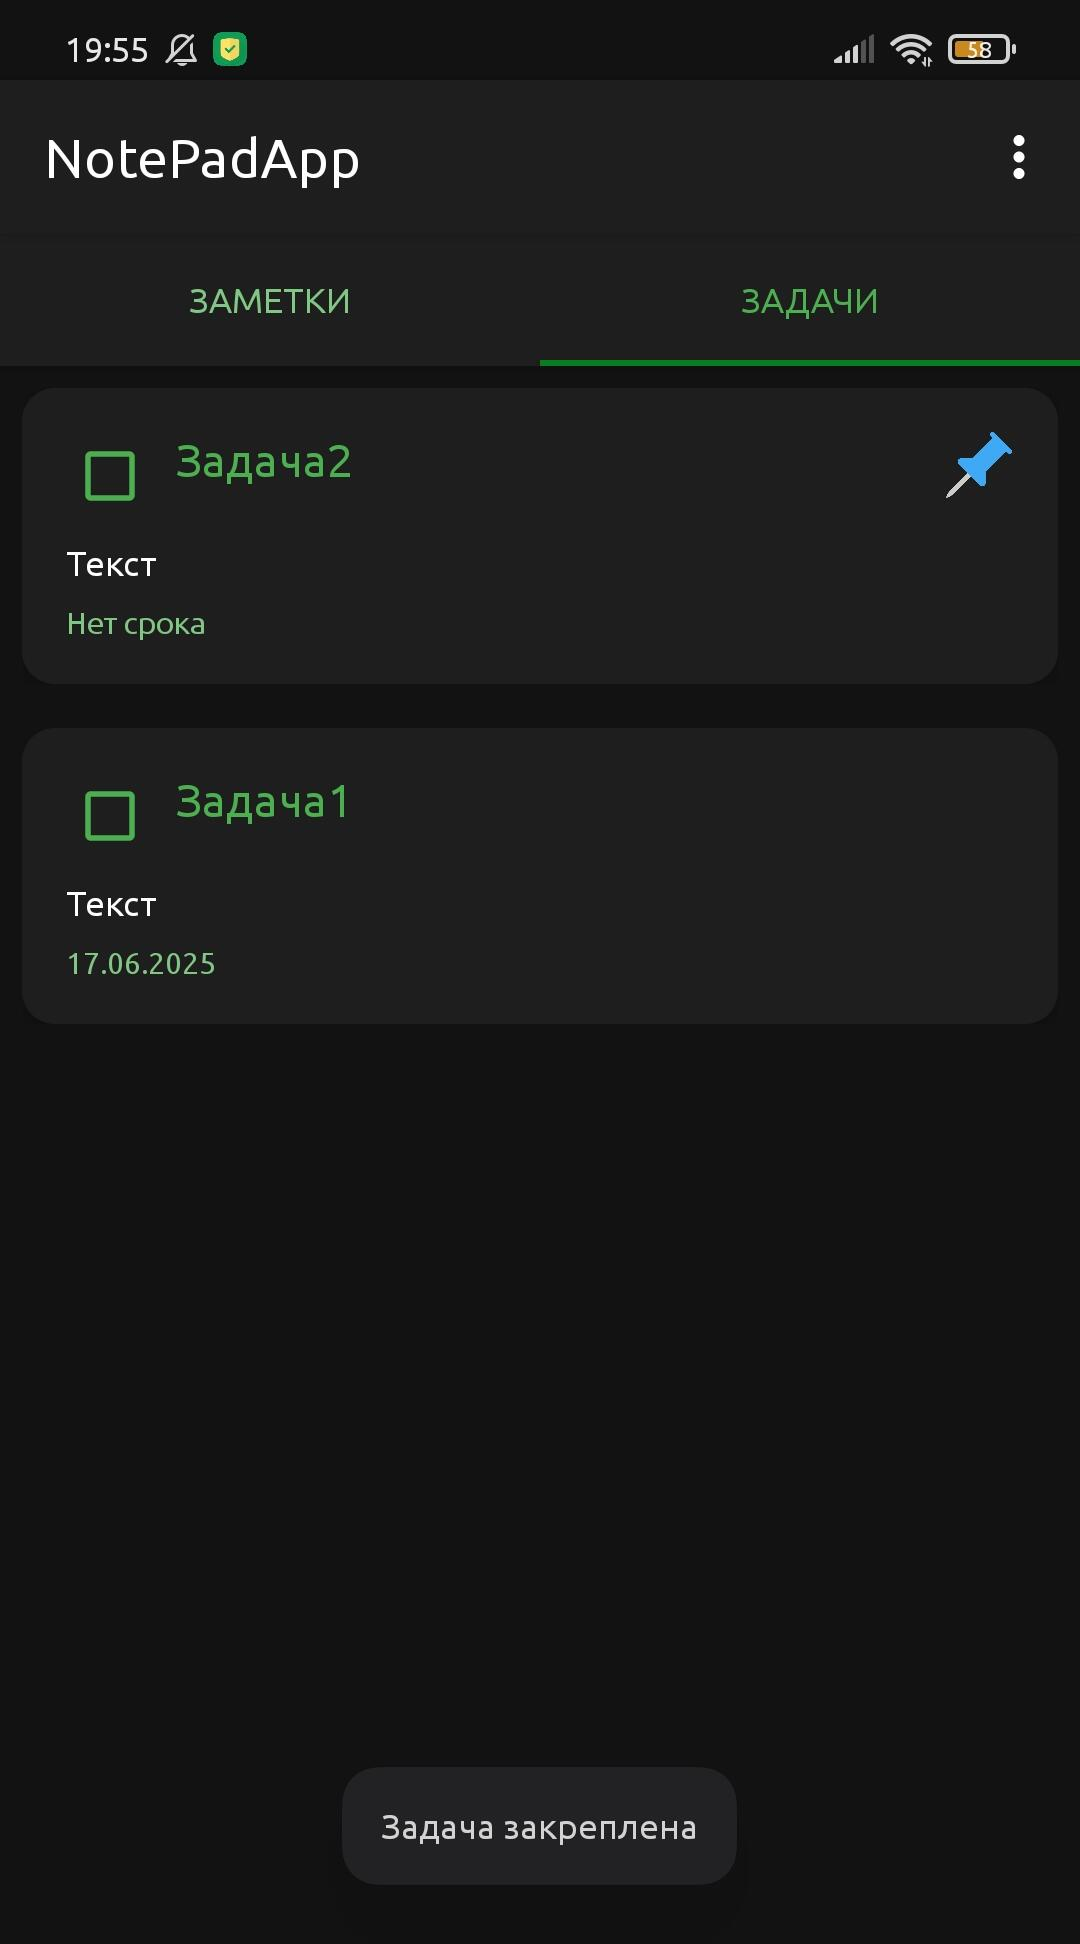 19:55
58
NotePadApp
ЗАМЕТКИ
ЗАДАЧИ
Задача2
Текст
Нет срока
Задача1
Текст
17.06.2025
Задача закреплена